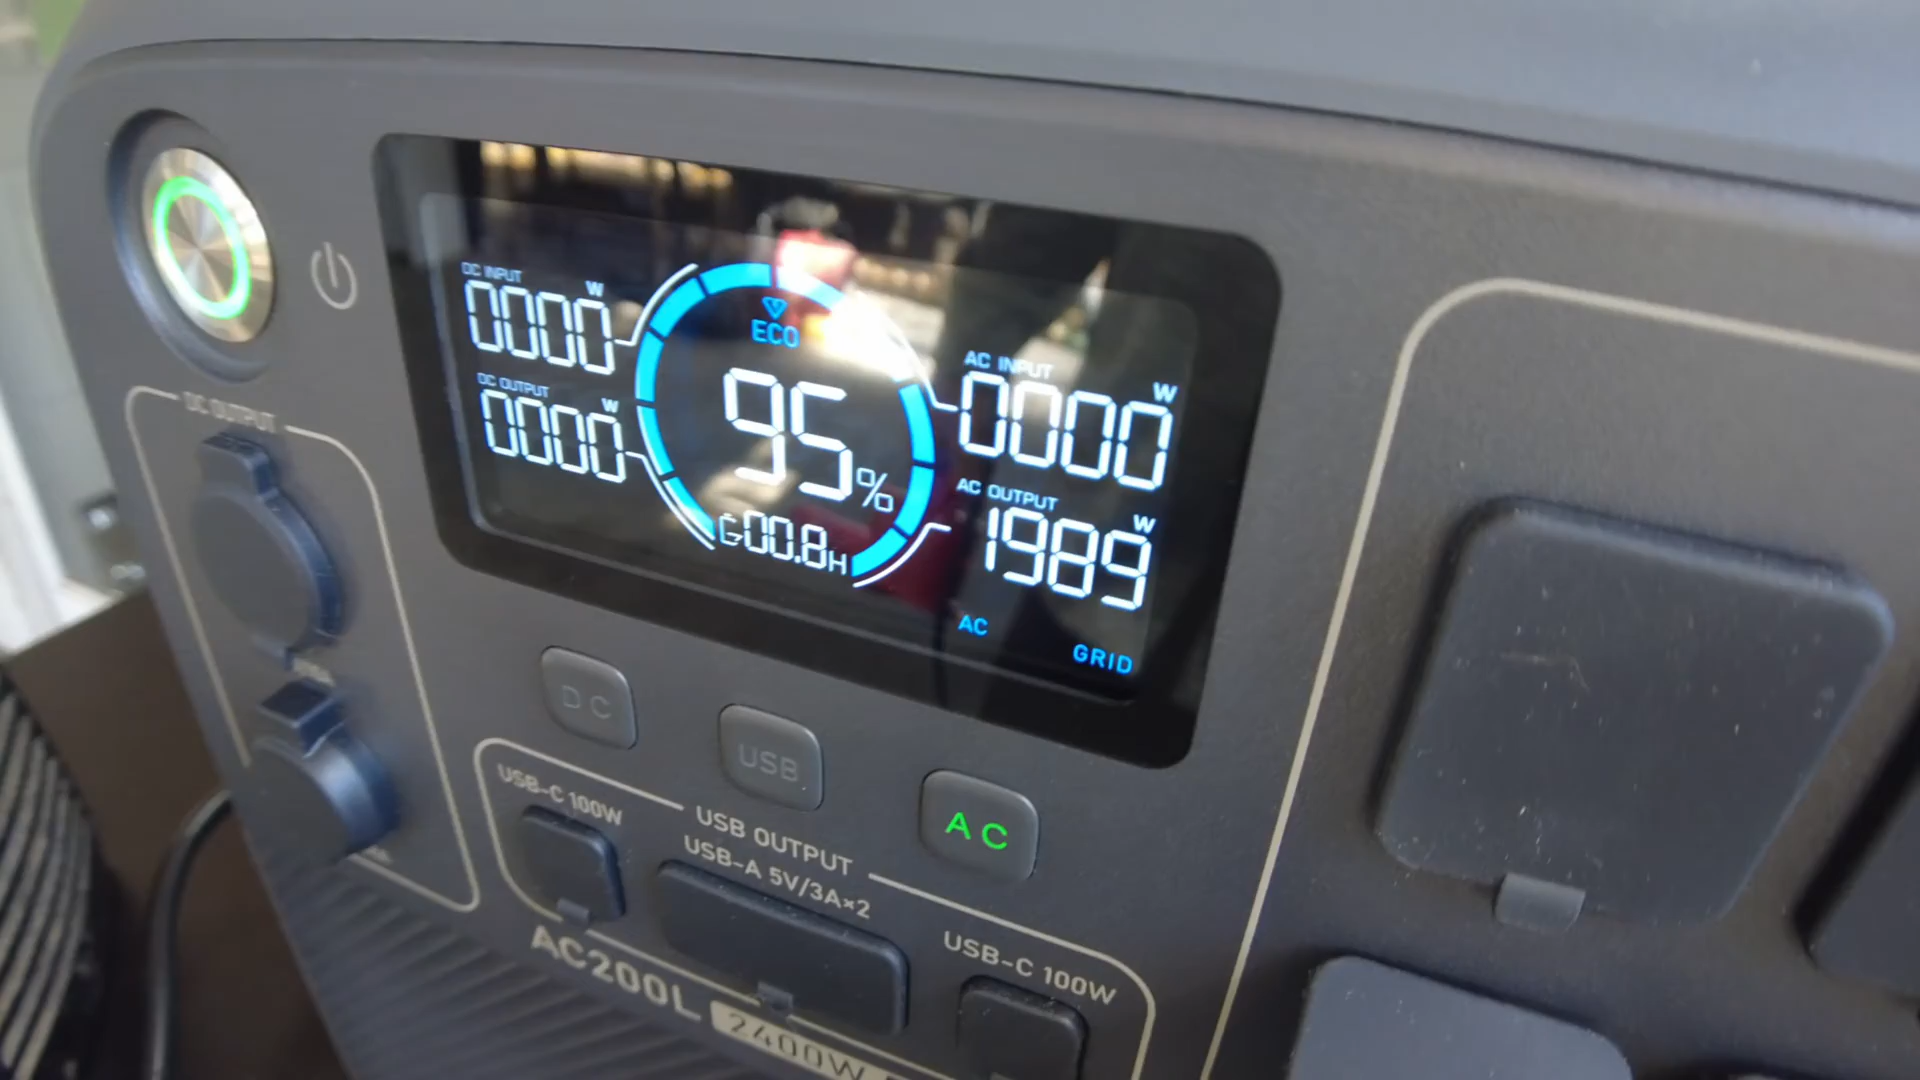 DC INPUT
0000 W
DC OUTPUT
0000 W
ECO
95%
00.8H
AC INPUT
0000 W
AC OUTPUT
1989 W
AC
GRID
DC OUTPUT
DC
USB
AC
USB OUTPUT
USB-C 100W
USB-A 5V/3A×2
USB-C 100W
AC200L
2400W